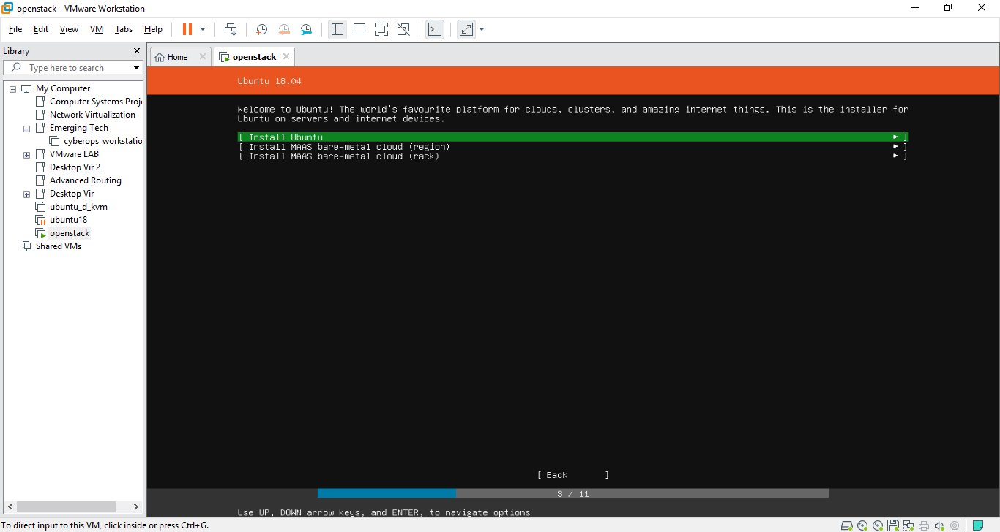 openstack - VMware Workstation
File Edit View VM Tabs Help
Library
Type here to search
My Computer
Computer Systems Proj
Network Virtualization
Emerging Tech
cyberops_workstatio
VMware LAB
Desktop Vir 2
Advanced Routing
Desktop Vir
ubuntu_d_kvm
ubuntu18
openstack
Shared VMs
Home
openstack
Ubuntu 18.04
Welcome to Ubuntu! The world's favourite platform for clouds, clusters, and amazing internet things. This is the installer for
Ubuntu on servers and internet devices.
[ Install Ubuntu ► ]
[ Install MAAS bare-metal cloud (region) ► ]
[ Install MAAS bare-metal cloud (rack) ► ]
[ Back ]
3 / 11
Use UP, DOWN arrow keys, and ENTER, to navigate options
To direct input to this VM, click inside or press Ctrl+G.